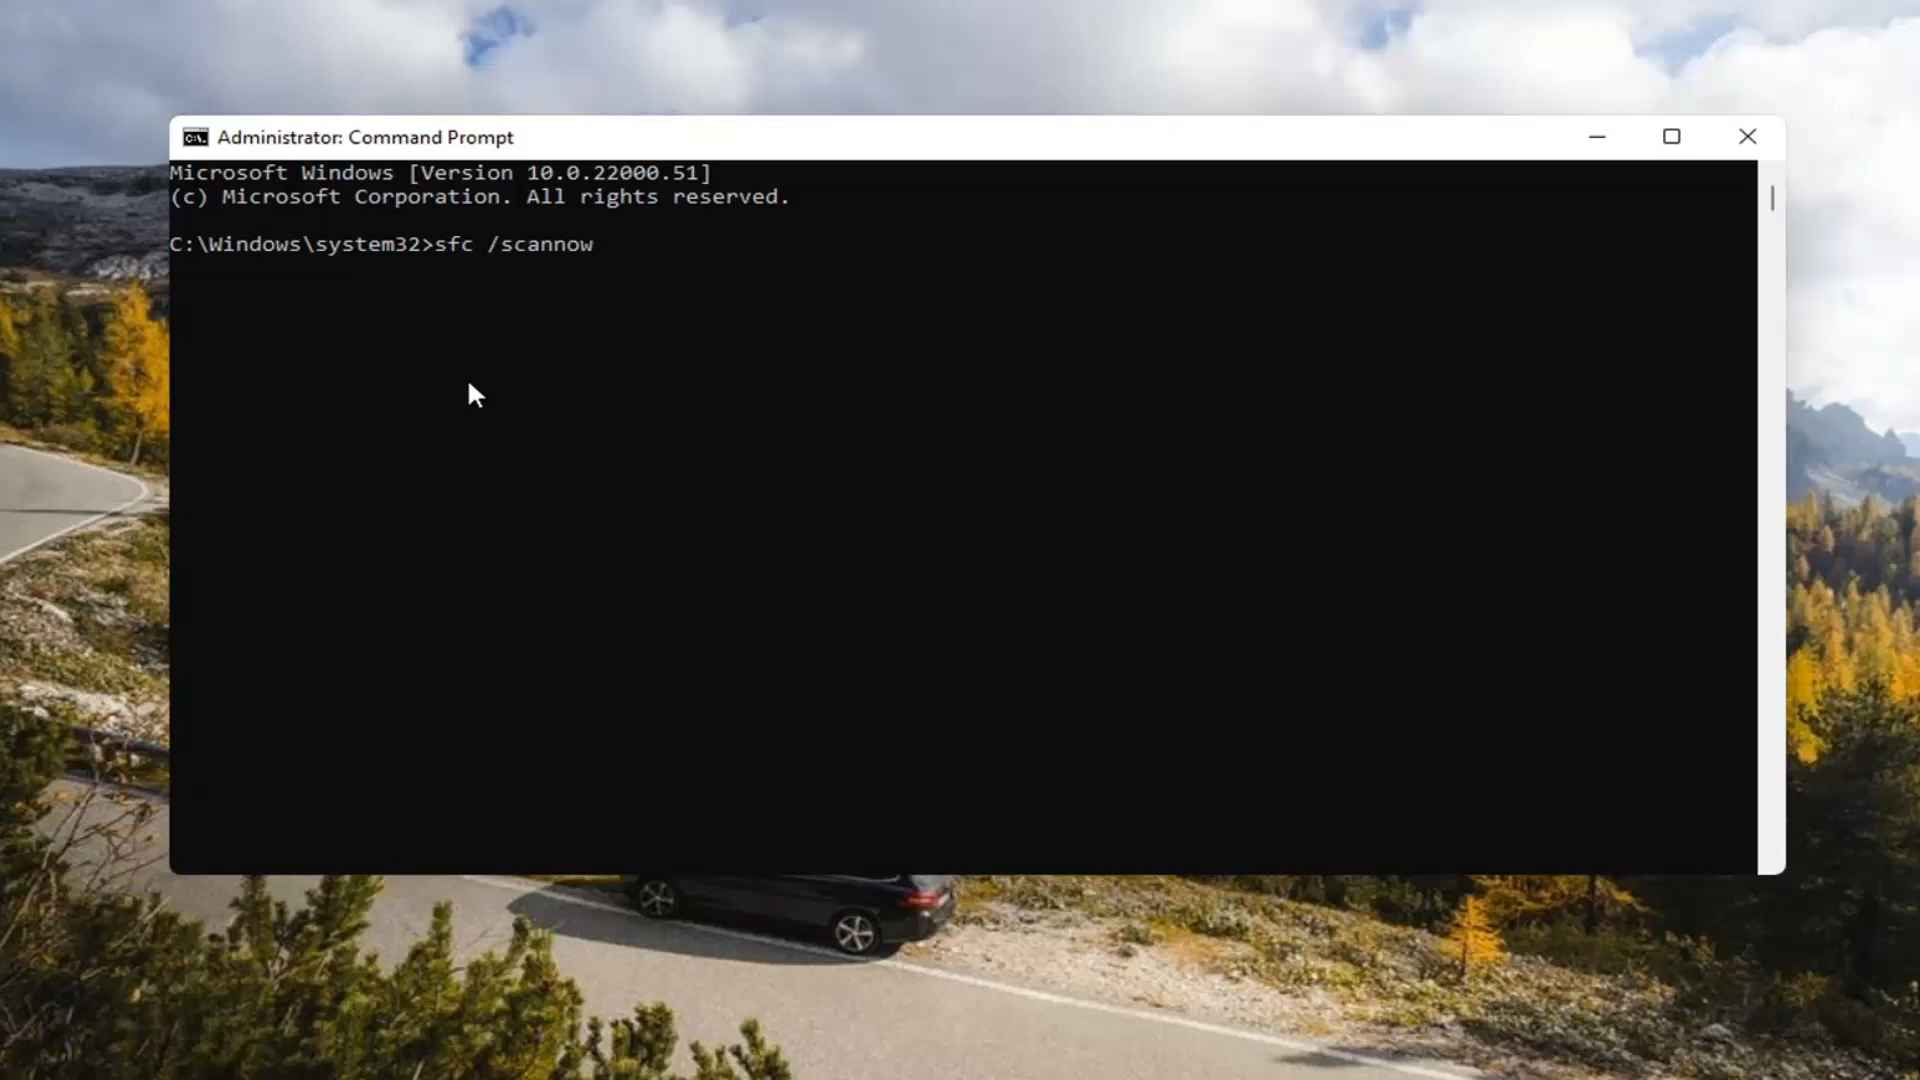 Administrator: Command Prompt
Microsoft Windows [Version 10.0.22000.51]
(c) Microsoft Corporation. All rights reserved.
C:\Windows\system32>sfc /scannow